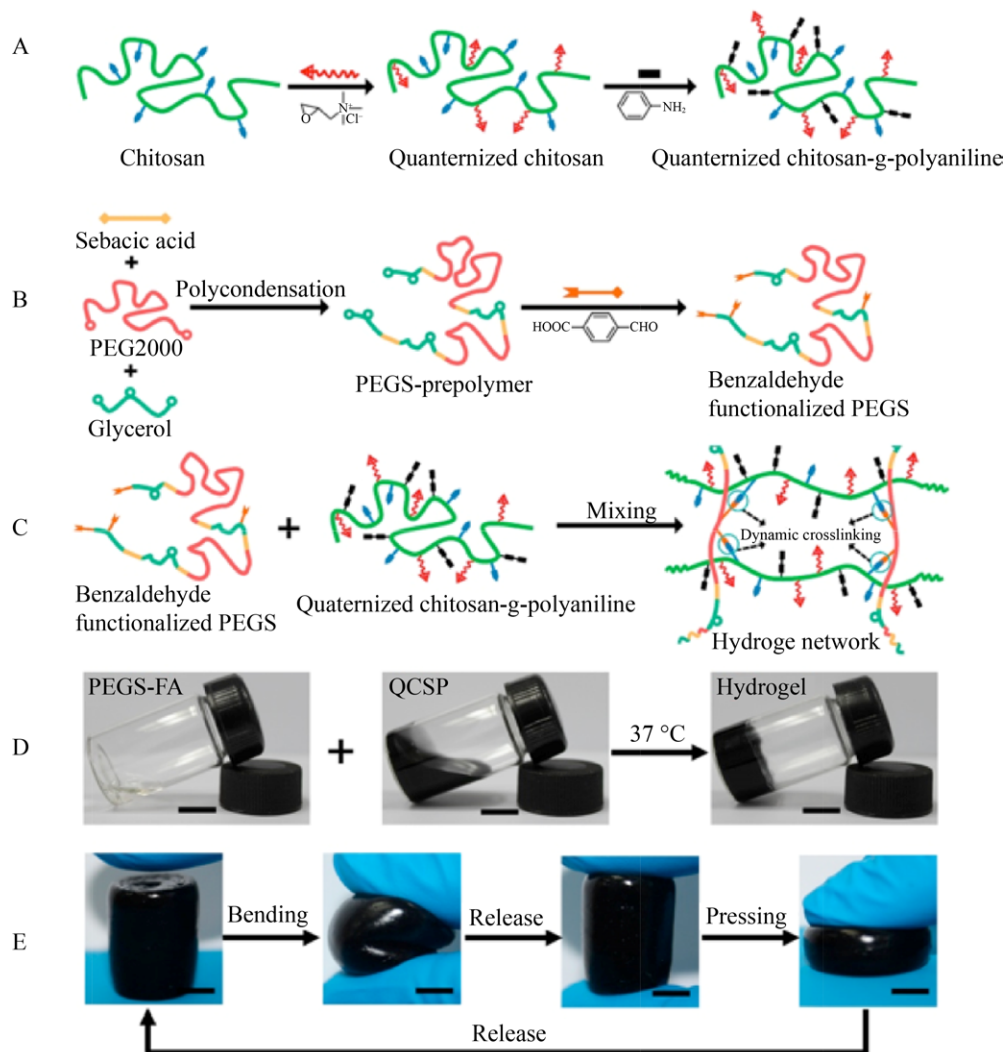 A
N⁺
O
Cl⁻
NH₂
Chitosan
Quanternized chitosan
Quanternized chitosan-g-polyaniline
Sebacic acid
+
B
Polycondensation
PEG2000
HOOC
CHO
+
PEGS-prepolymer
Benzaldehyde
functionalized PEGS
Glycerol
C
+
Mixing
Dynamic crosslinking
Benzaldehyde
functionalized PEGS
Quaternized chitosan-g-polyaniline
Hydroge network
PEGS-FA
QCSP
Hydrogel
D
+
37 °C
E
Bending
Release
Pressing
Release